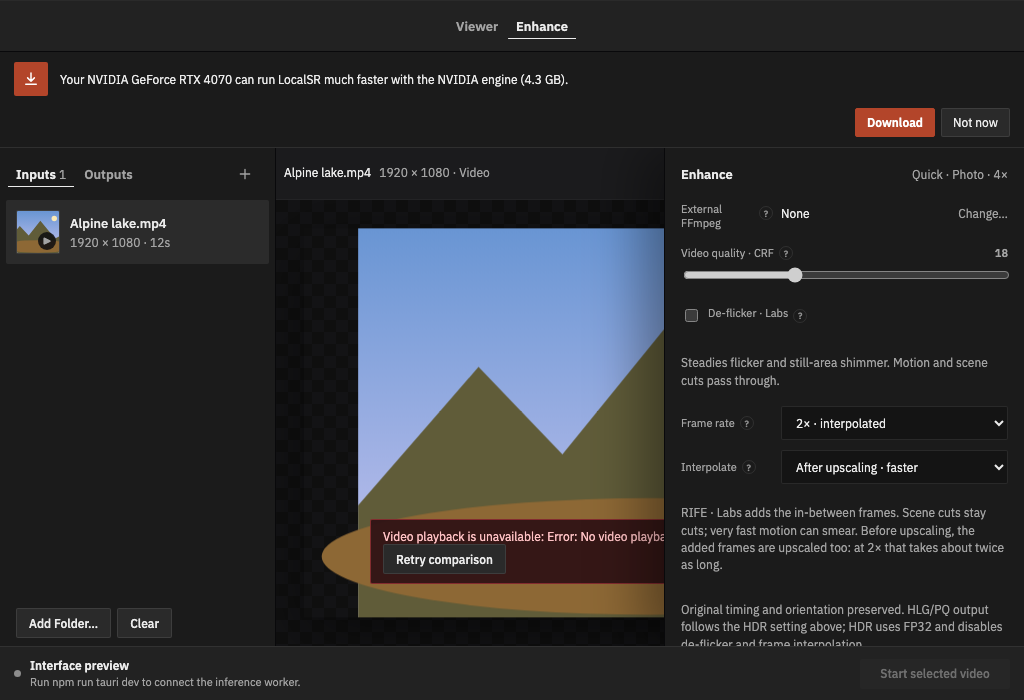 Viewer Enhance
Your NVIDIA GeForce RTX 4070 can run LocalSR much faster with the NVIDIA engine (4.3 GB).
Download Not now
Inputs 1 Outputs +
Alpine lake.mp4
1920 × 1080 · 12s
Add Folder... Clear
Alpine lake.mp4 1920 × 1080 · Video
Video playback is unavailable: Error: No video playba
Retry comparison
Enhance Quick · Photo · 4×
External
FFmpeg
? None Change...
Video quality · CRF ? 18
De-flicker · Labs ?
Steadies flicker and still-area shimmer. Motion and scene
cuts pass through.
Frame rate ? 2× · interpolated
Interpolate ? After upscaling · faster
RIFE · Labs adds the in-between frames. Scene cuts stay
cuts; very fast motion can smear. Before upscaling, the
added frames are upscaled too: at 2× that takes about twice
as long.
Original timing and orientation preserved. HLG/PQ output
follows the HDR setting above; HDR uses FP32 and disables
de-flicker and frame interpolation.
Interface preview
Run npm run tauri dev to connect the inference worker.
Start selected video